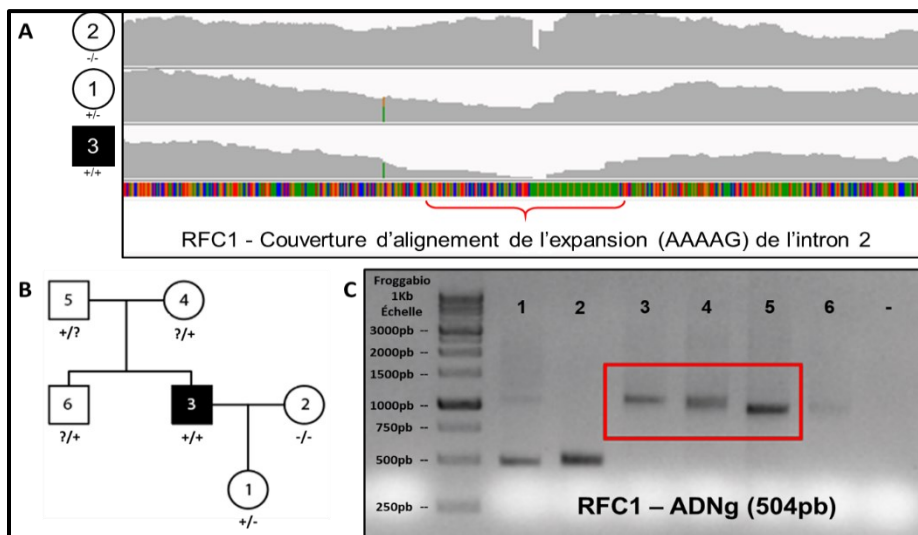 A
2
-/-
1
+/-
3
+/+
RFC1 - Couverture d'alignement de l'expansion (AAAAG) de l'intron 2
B
5
4
+/?
?/+
6
3
2
?/+
+/+
-/-
1
+/-
C
Froggabio
1Kb
Échelle
1 2 3 4 5 6 -
3000pb --
2000pb --
1500pb --
1000pb --
750pb --
500pb --
250pb --
RFC1 – ADNg (504pb)